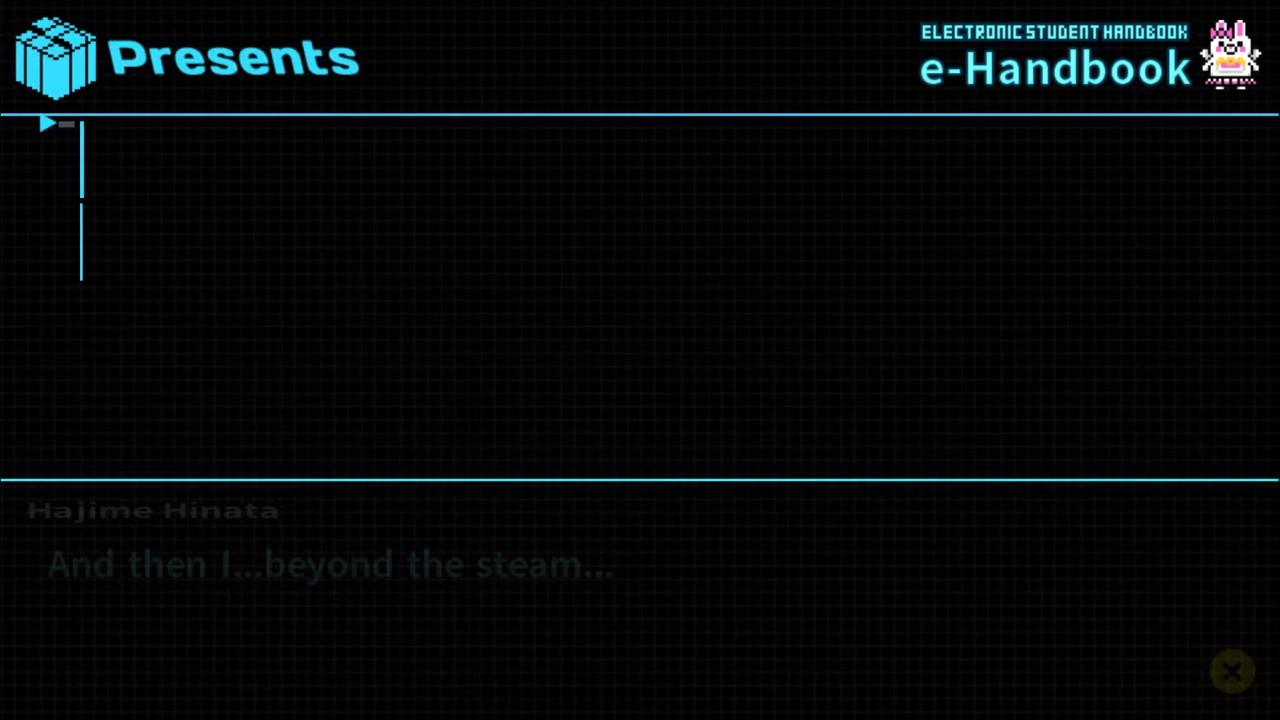 Presents
ELECTRONIC STUDENT HANDBOOK
e-Handbook
Hajime Hinata
And then I...beyond the steam...